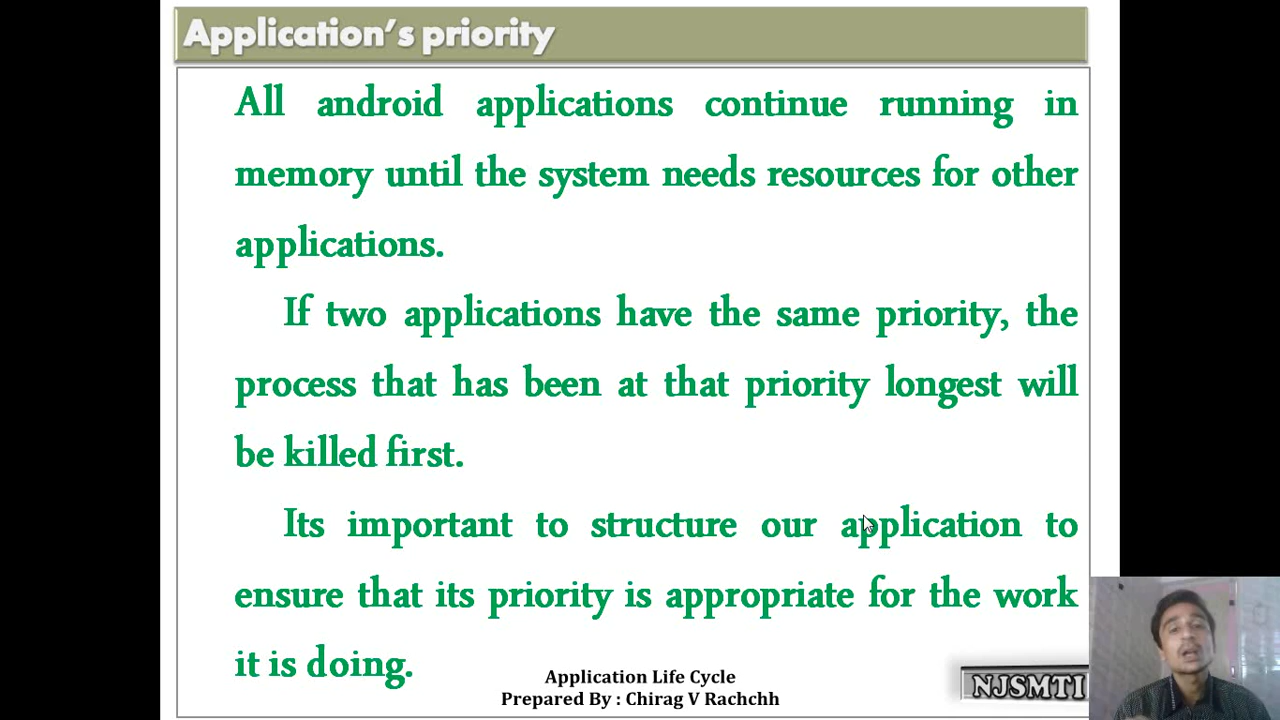 Application's priority
All android applications continue running in
memory until the system needs resources for other
applications.
If two applications have the same priority, the
process that has been at that priority longest will
be killed first.
Its important to structure our application to
ensure that its priority is appropriate for the work
it is doing.
Application Life Cycle
Prepared By : Chirag V Rachchh
NJSMTI